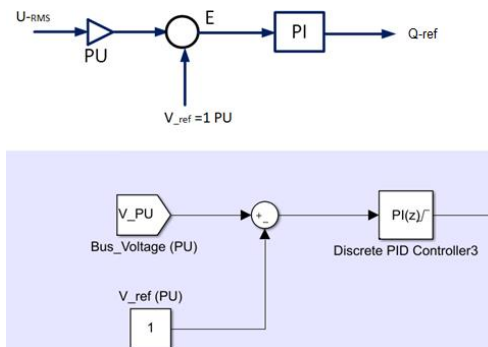 U-RMS
PU
E
PI
Q-ref
V_ref =1 PU
V_PU
+
-
PI(z)
Bus_Voltage (PU)
Discrete PID Controller3
V_ref (PU)
1